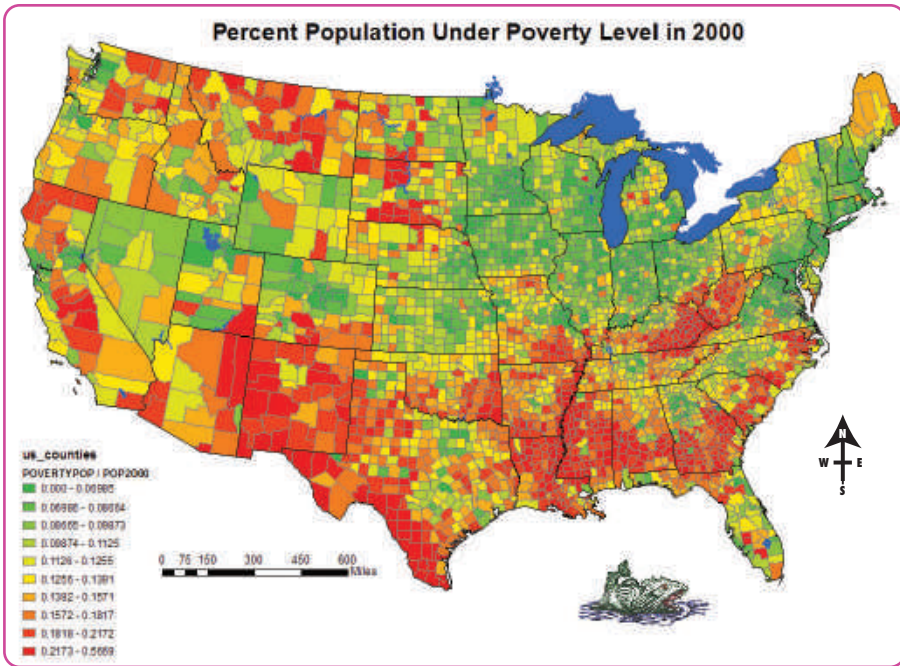 Percent Population Under Poverty Level in 2000
N
W E
S
us_counties
POVERTYPOP / POP2000
0.000 - 0.06985
0.06986 - 0.08664
0.08665 - 0.09873
0.09874 - 0.1125
0.1126 - 0.1255
0.1256 - 0.1391
0.1392 - 0.1571
0.1572 - 0.1817
0.1818 - 0.2172
0.2173 - 0.5669
0 75 150 300 450 600
Miles